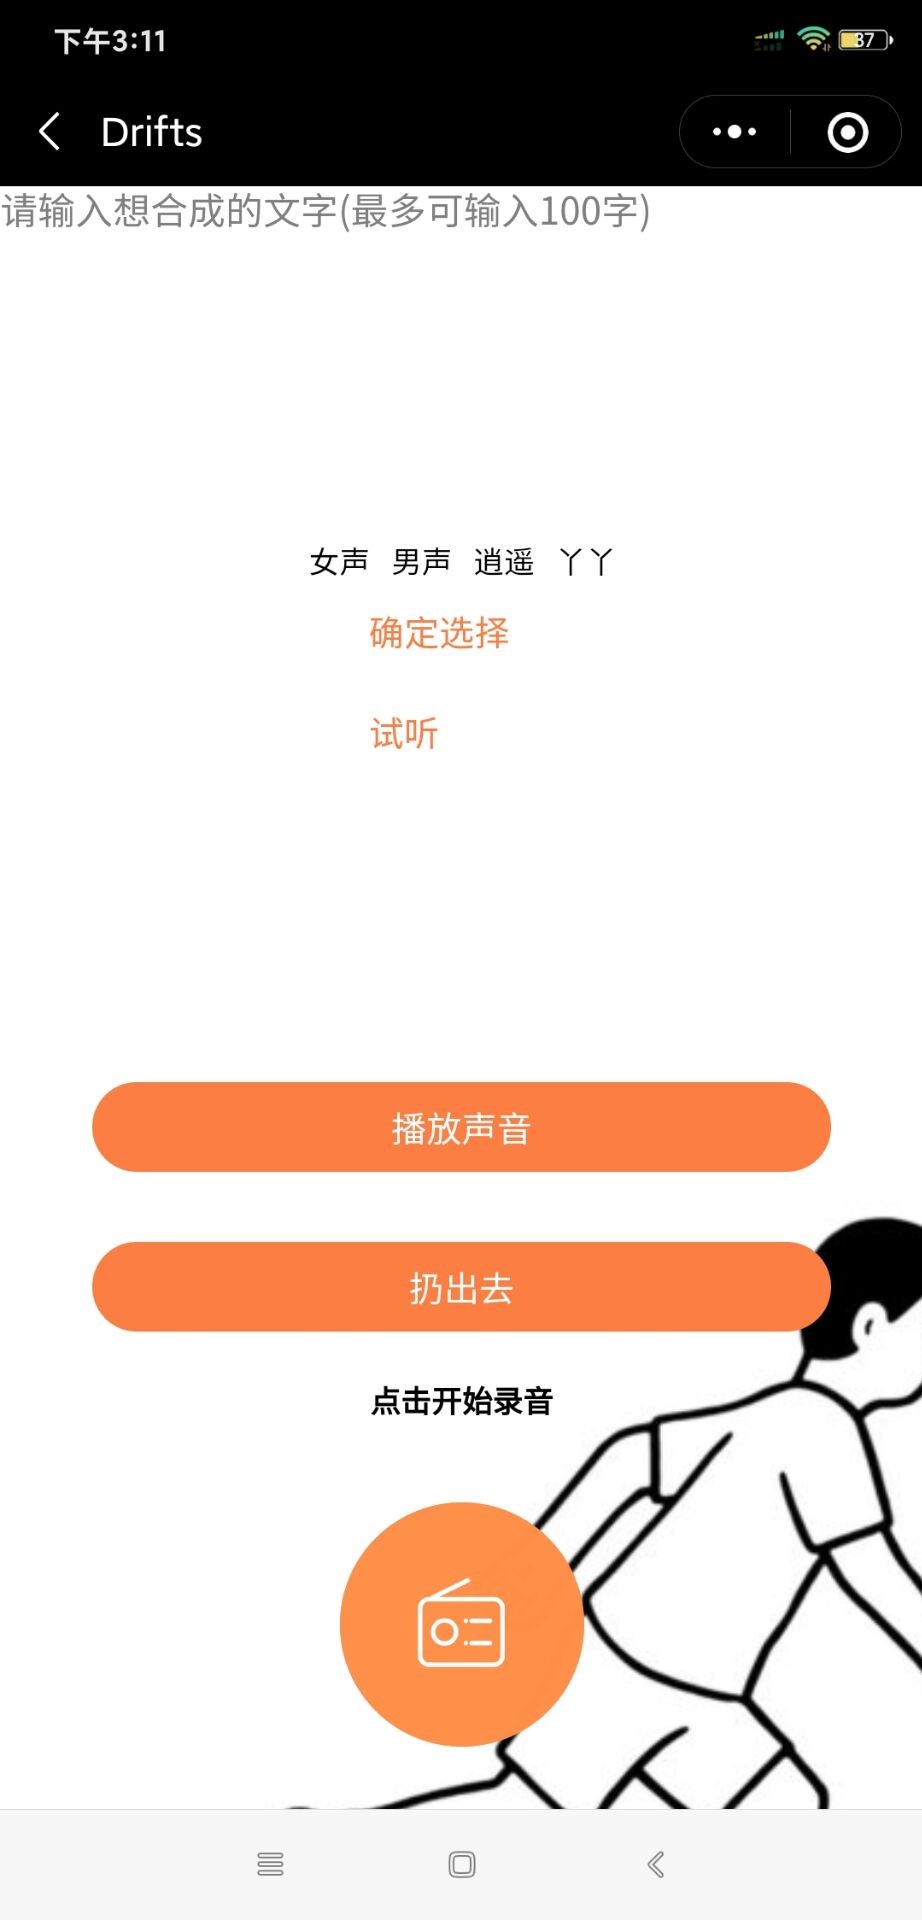 下午3:11
37
Drifts
请输入想合成的文字(最多可输入100字)
女声 男声 逍遥 丫丫
确定选择
试听
播放声音
扔出去
点击开始录音